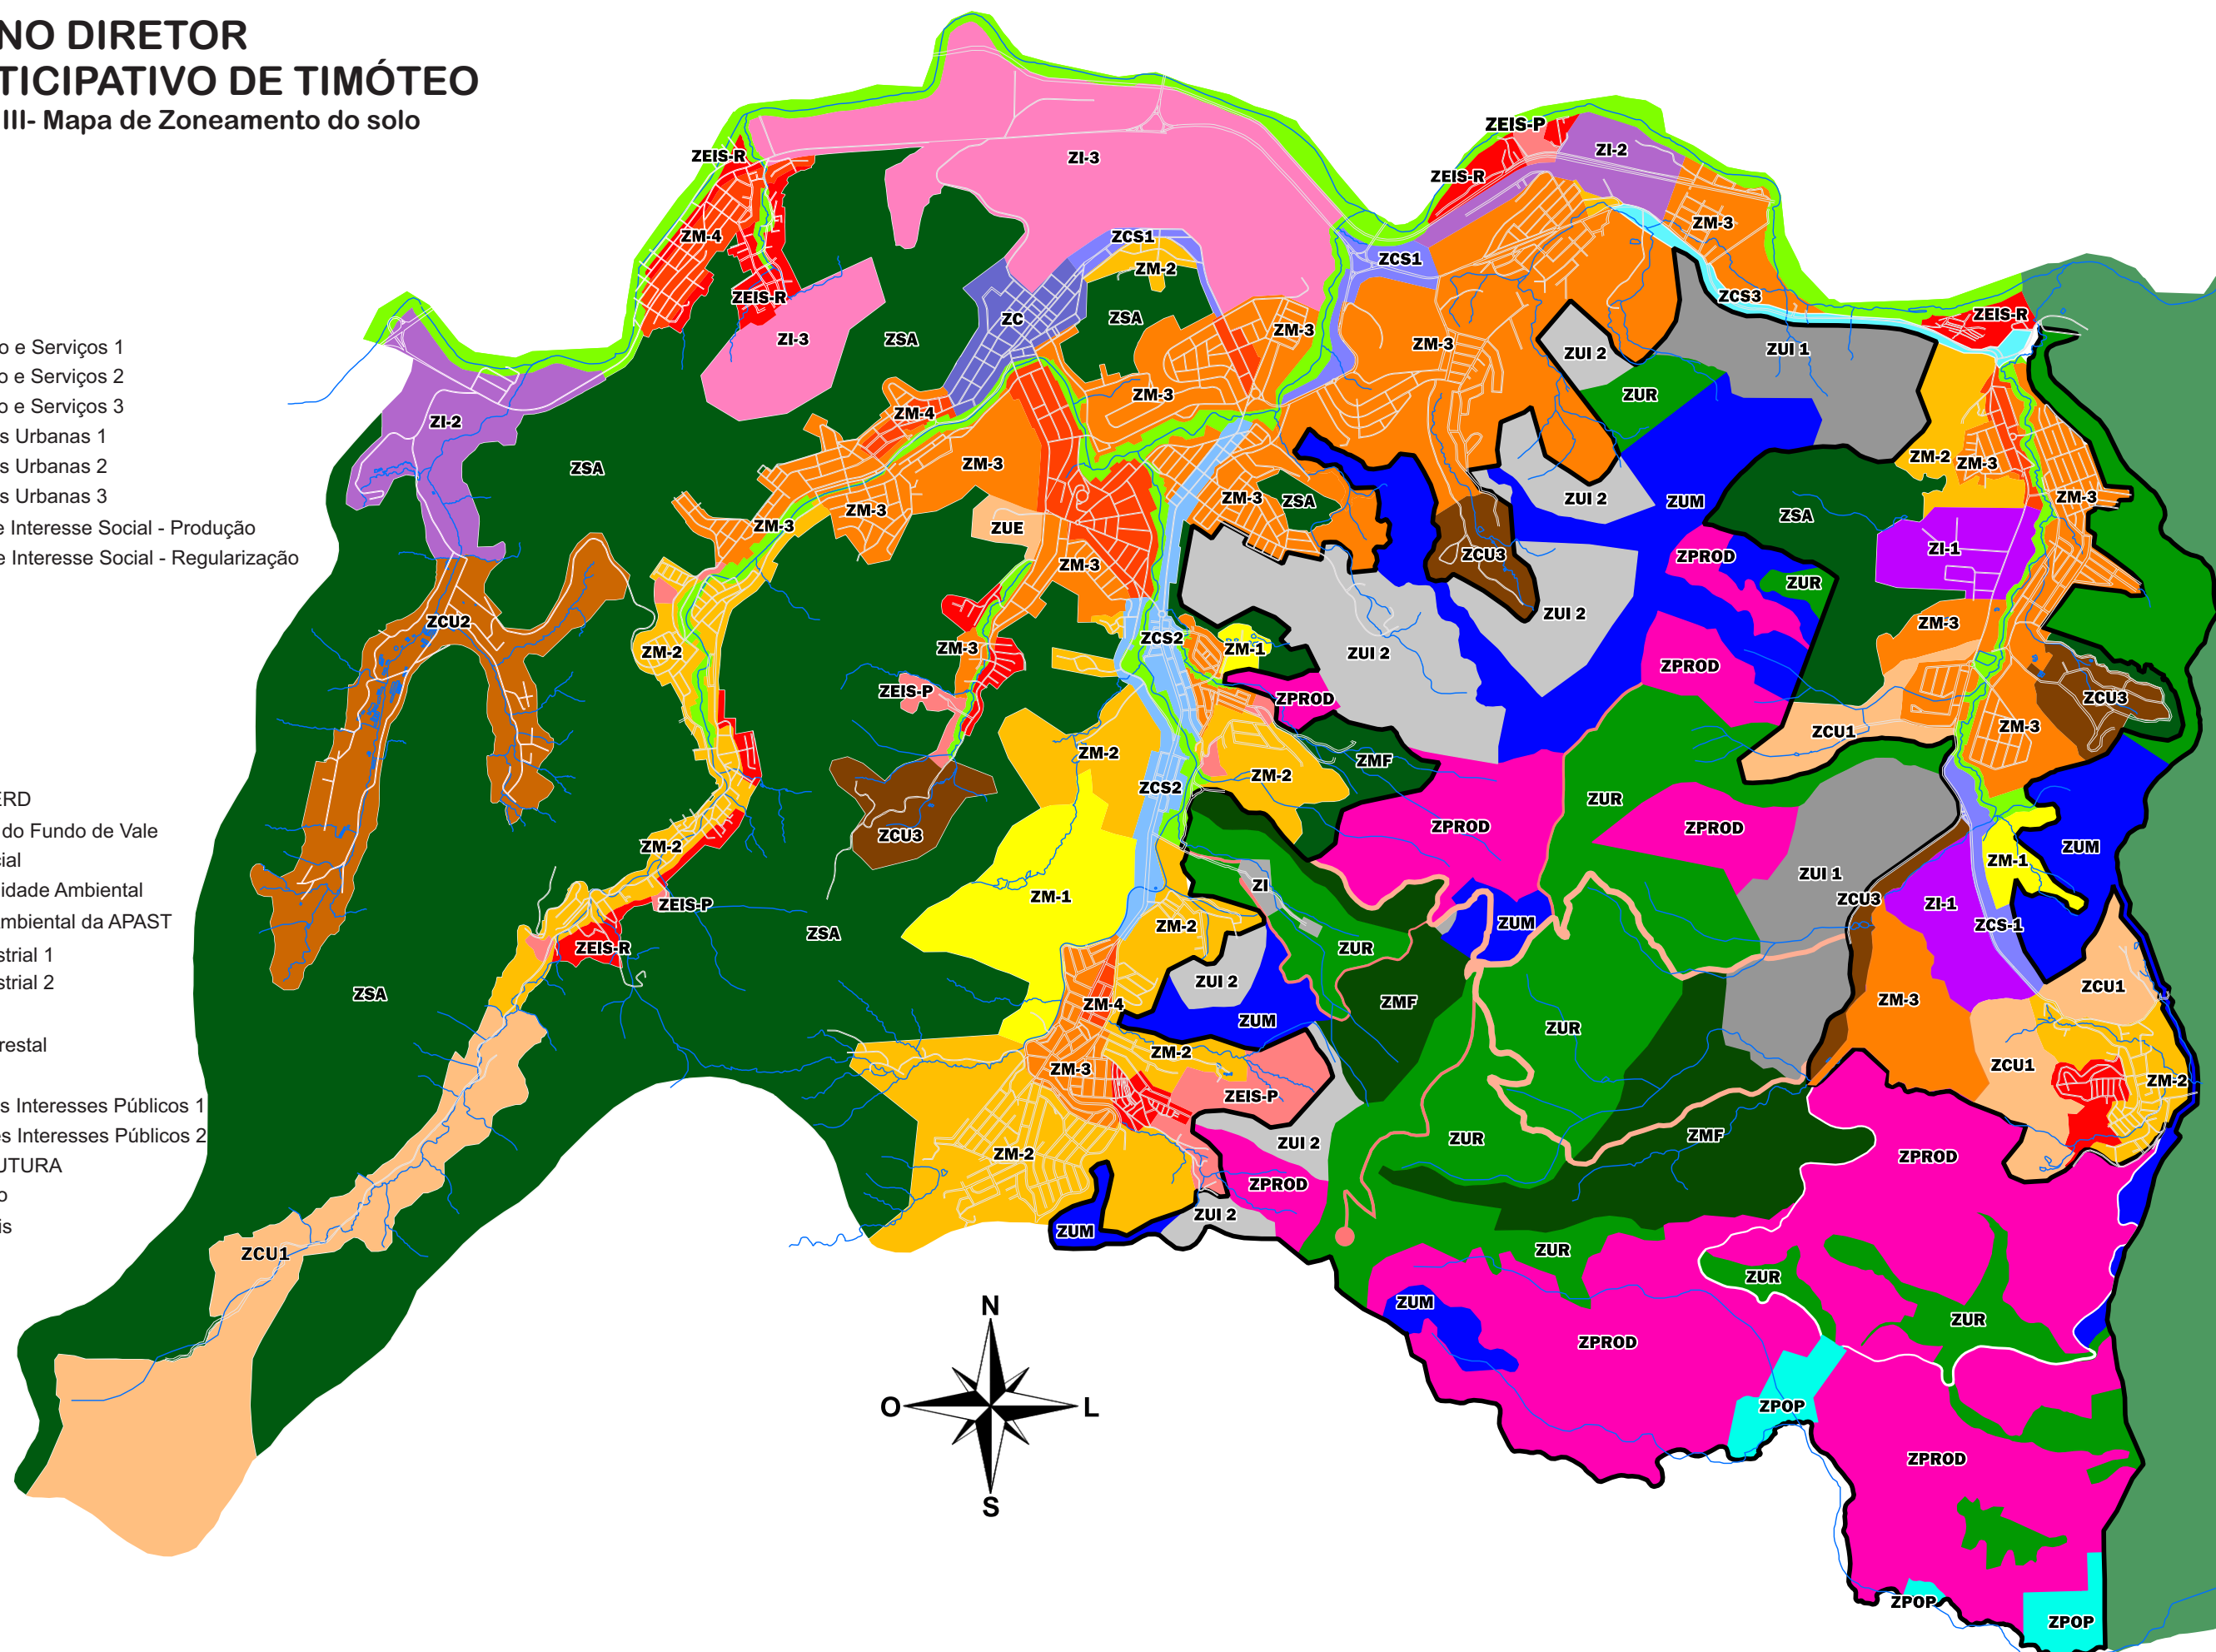 NO DIRETOR
TICIPATIVO DE TIMÓTEO
III- Mapa de Zoneamento do solo
o e Serviços 1
o e Serviços 2
o e Serviços 3
s Urbanas 1
s Urbanas 2
s Urbanas 3
e Interesse Social - Produção
e Interesse Social - Regularização
ERD
do Fundo de Vale
cial
lidade Ambiental
Ambiental da APAST
strial 1
strial 2
restal
s Interesses Públicos 1
es Interesses Públicos 2
UTURA
o
is
ZEIS-P
ZI-2
ZEIS-R
ZI-3
ZEIS-R
ZM-3
ZM-4
ZCS1
ZCS1
ZM-2
ZEIS-R
ZCS3
ZEIS-R
ZC
ZSA
ZM-3
ZI-3
ZSA
ZM-3
ZUI 2
ZUI 1
ZUR
ZM-3
ZI-2
ZM-4
ZM-2
ZM-3
ZSA
ZM-3
ZM-3
ZSA
ZUI 2
ZUM
ZM-3
ZM-3
ZM-3
ZUE
ZSA
ZI-1
ZCU3
ZPROD
ZM-3
ZUR
ZUI 2
ZCU2
ZM-3
ZCS2
ZM-3
ZM-1
ZM-2
ZUI 2
ZPROD
ZEIS-P
ZPROD
ZCU3
ZM-3
ZCU1
ZM-2
ZMF
ZM-2
ZCS2
ZUR
ZPROD
ZPROD
ZCU3
ZM-2
ZUM
ZM-1
ZUI 1
ZI
ZM-1
ZCU3
ZI-1
ZEIS-P
ZUM
ZM-2
ZCS-1
ZSA
ZEIS-R
ZUR
ZUI 2
ZCU1
ZSA
ZM-3
ZMF
ZM-4
ZUM
ZUR
ZM-2
ZCU1
ZM-3
ZM-2
ZEIS-P
ZMF
ZUR
ZUI 2
ZM-2
ZPROD
ZPROD
ZUI 2
ZUM
ZCU1
ZUR
ZUR
ZUM
N
ZUR
ZPROD
O
L
ZPOP
ZPROD
S
ZPOP
ZPOP